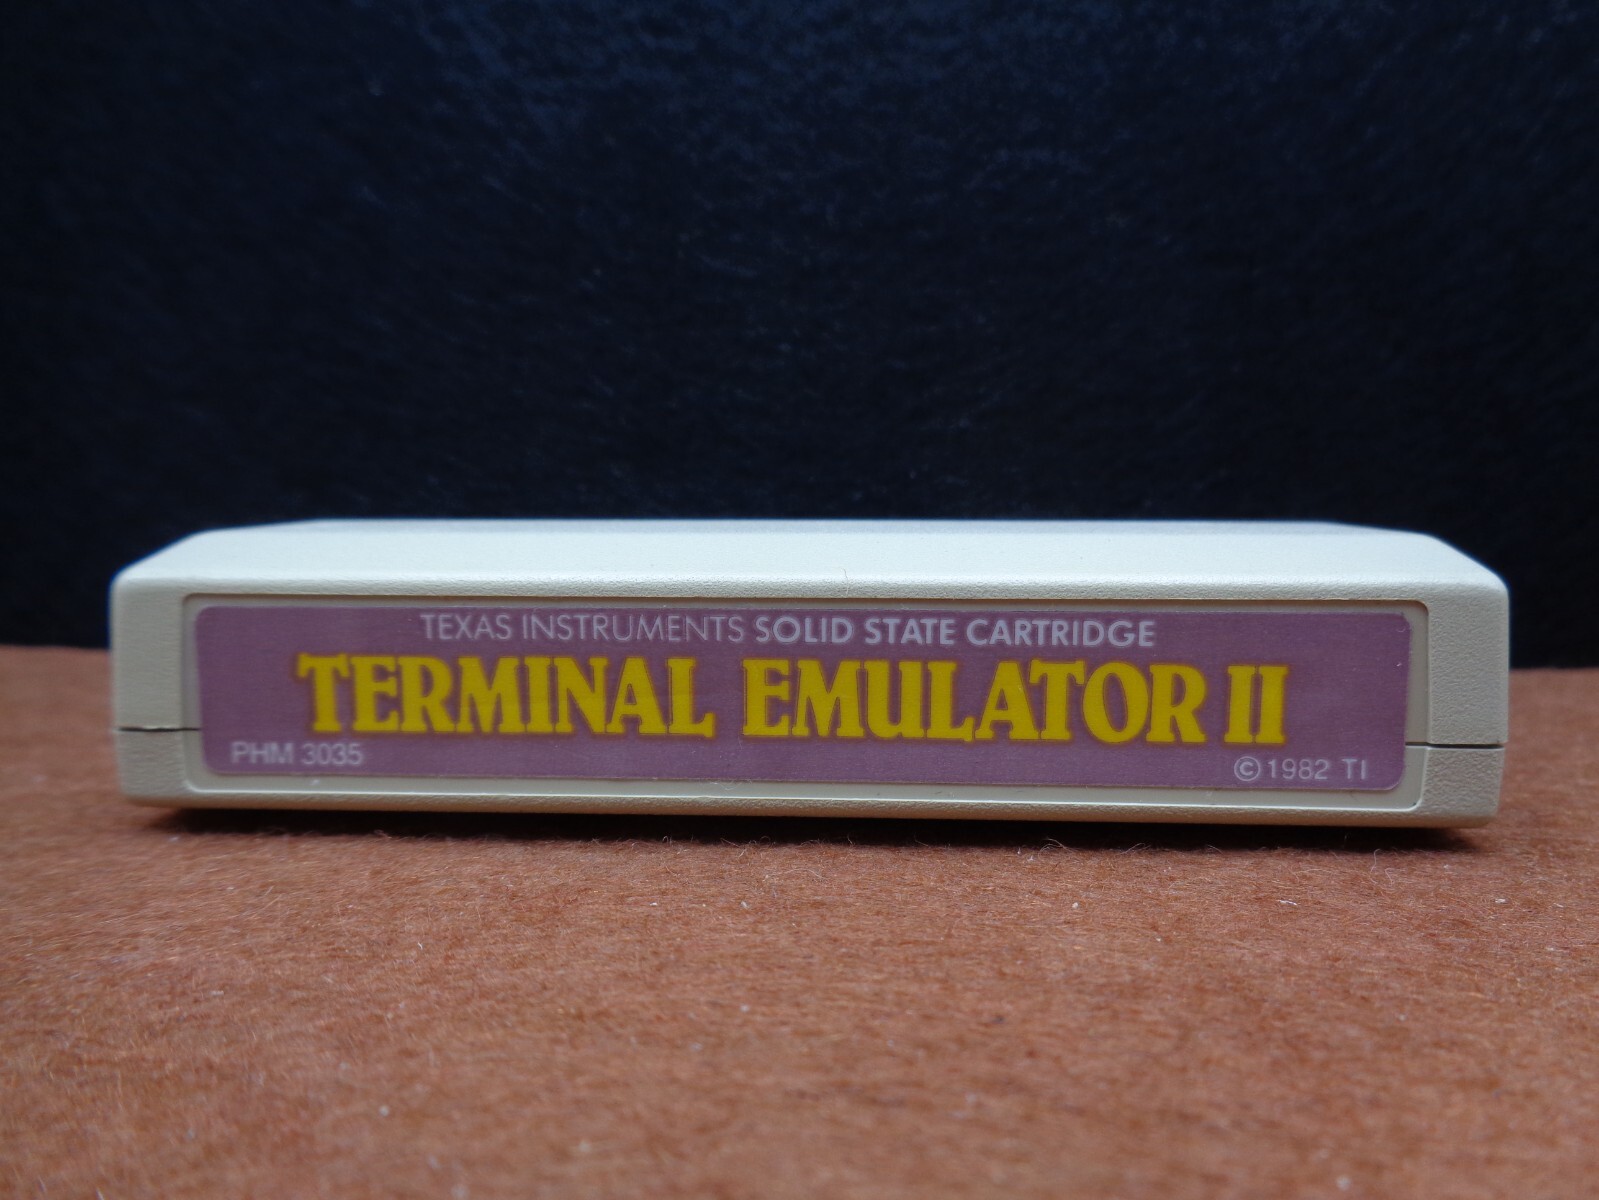 TEXAS INSTRUMENTS SOLID STATE CARTRIDGE
TERMINAL EMULATOR II
PHM 3035
©1982 TI